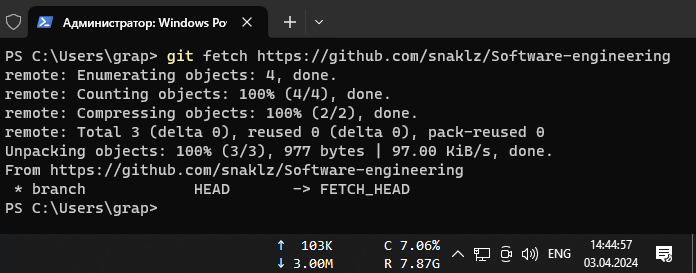 Администратор: Windows Pow
PS C:\Users\grap> git fetch https://github.com/snaklz/Software-engineering
remote: Enumerating objects: 4, done.
remote: Counting objects: 100% (4/4), done.
remote: Compressing objects: 100% (2/2), done.
remote: Total 3 (delta 0), reused 0 (delta 0), pack-reused 0
Unpacking objects: 100% (3/3), 977 bytes | 97.00 KiB/s, done.
From https://github.com/snaklz/Software-engineering
 * branch            HEAD       -> FETCH_HEAD
PS C:\Users\grap>
↑ 103K C 7.06%
↓ 3.00M R 7.87G
ENG
14:44:57
03.04.2024